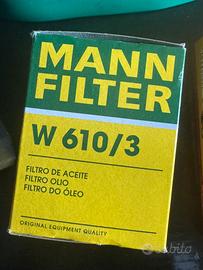 MANN
FILTER
W 610/3
FILTRO DE ACEITE
FILTRO OLIO
FILTRO DO ÓLEO
ORIGINAL EQUIPMENT QUALITY
subito